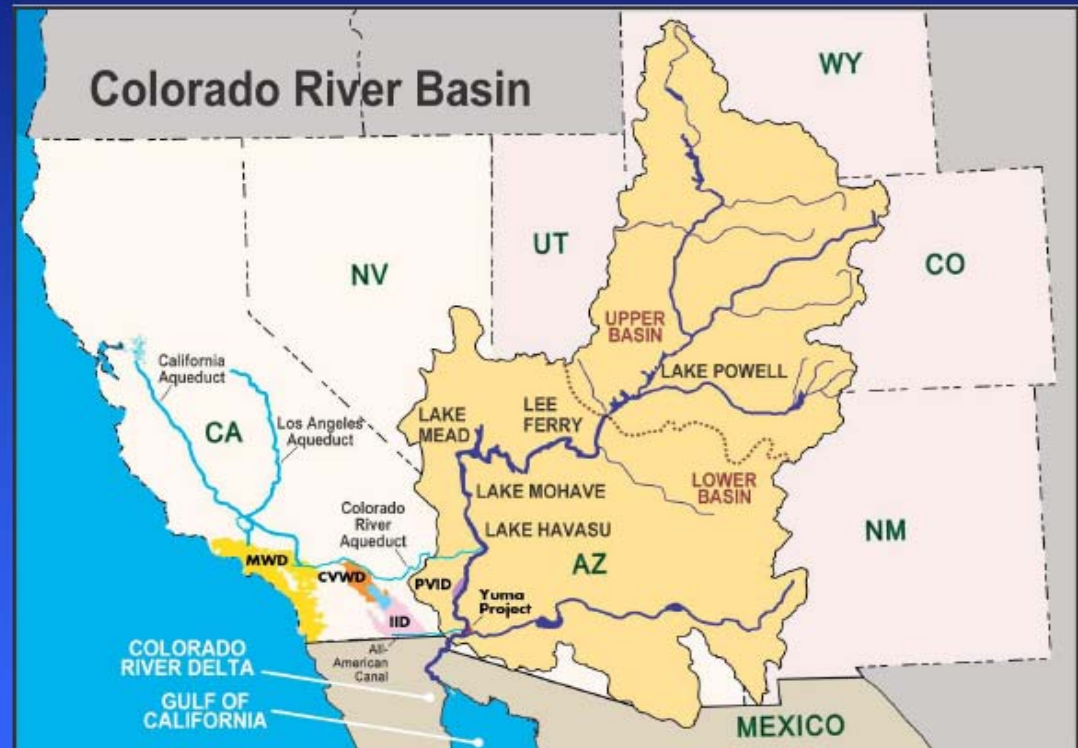 WY
Colorado River Basin
UT
CO
NV
UPPER
BASIN
California
Aqueduct
LAKE POWELL
LEE
FERRY
LAKE
MEAD
Los Angeles
Aqueduct
CA
LOWER
BASIN
LAKE MOHAVE
Colorado
River
Aqueduct
LAKE HAVASU
NM
AZ
MWD
CVWD
PVID
Yuma
Project
IID
All-
American
Canal
COLORADO
RIVER DELTA
GULF OF
CALIFORNIA
MEXICO